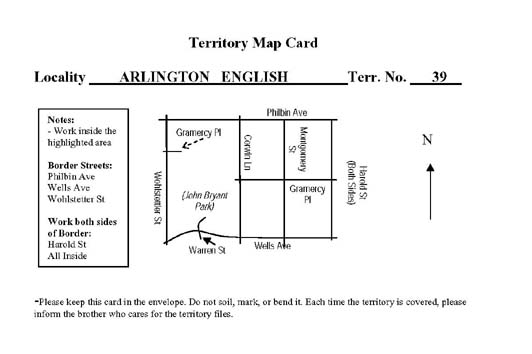 Territory Map Card
Locality ARLINGTON ENGLISH Terr. No. 39
Notes:
- Work inside the
highlighted area
Border Streets:
Philbin Ave
Wells Ave
Wohlstetter St
Work both sides
of Border:
Harold St
All Inside
Philbin Ave
Gramercy Pl
Corwin Ln
Montgomery
St
Harold St
(Both Sides)
N
Wohlstetter St
(John Bryant
Park)
Gramercy
Pl
Warren St
Wells Ave
-Please keep this card in the envelope. Do not soil, mark, or bend it. Each time the territory is covered, please
inform the brother who cares for the territory files.